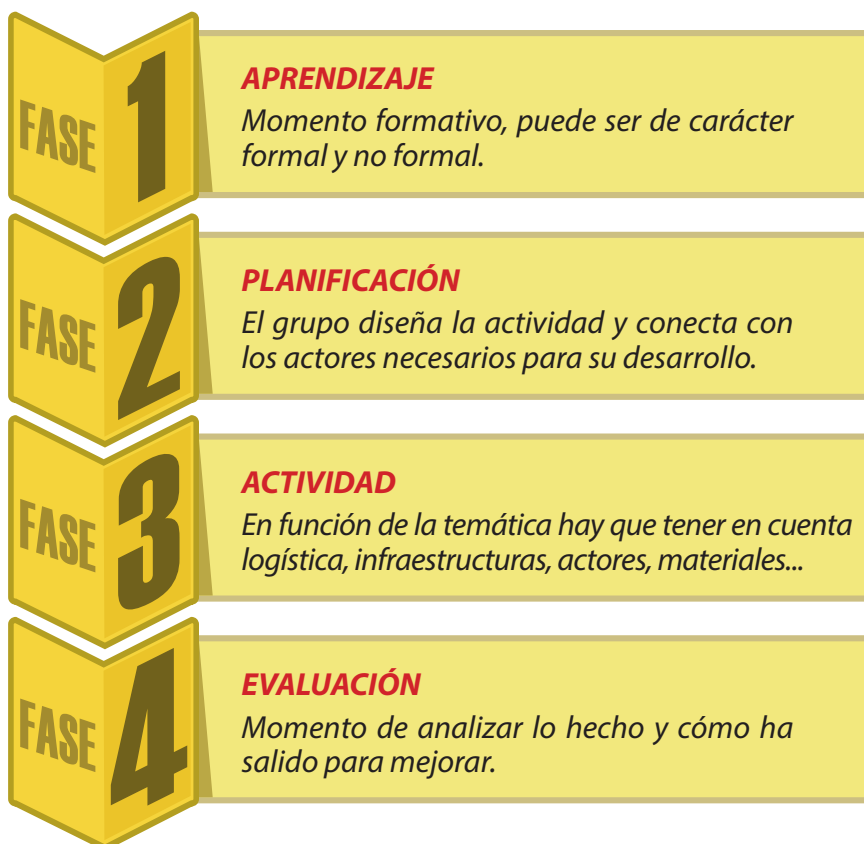 FASE 1
APRENDIZAJE
Momento formativo, puede ser de carácter
formal y no formal.
FASE 2
PLANIFICACIÓN
El grupo diseña la actividad y conecta con
los actores necesarios para su desarrollo.
FASE 3
ACTIVIDAD
En función de la temática hay que tener en cuenta
logística, infraestructuras, actores, materiales...
FASE 4
EVALUACIÓN
Momento de analizar lo hecho y cómo ha
salido para mejorar.